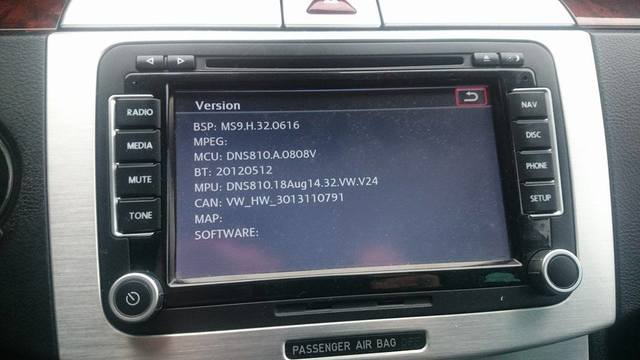 Version
BSP: MS9.H.32.0616
MPEG:
MCU: DNS810.A.0808V
BT: 20120512
MPU: DNS810.18Aug14.32.VW.V24
CAN: VW_HW_3013110791
MAP:
SOFTWARE:
RADIO
MEDIA
MUTE
TONE
NAV
DISC
PHONE
SETUP
PASSENGER AIR BAG